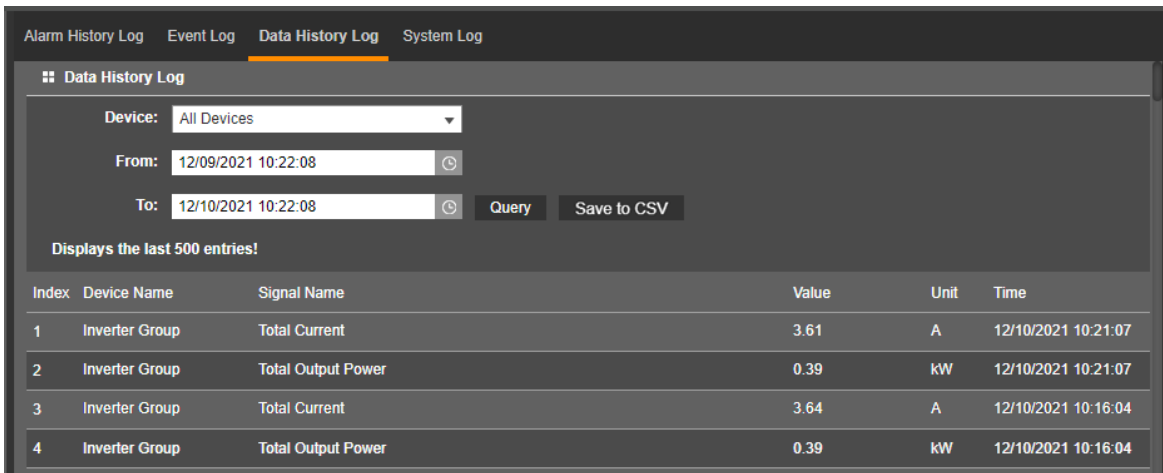 Alarm History Log Event Log Data History Log System Log
Data History Log
Device: All Devices
From: 12/09/2021 10:22:08
To: 12/10/2021 10:22:08 Query Save to CSV
Displays the last 500 entries!
Index Device Name Signal Name Value Unit Time
1 Inverter Group Total Current 3.61 A 12/10/2021 10:21:07
2 Inverter Group Total Output Power 0.39 kW 12/10/2021 10:21:07
3 Inverter Group Total Current 3.64 A 12/10/2021 10:16:04
4 Inverter Group Total Output Power 0.39 kW 12/10/2021 10:16:04